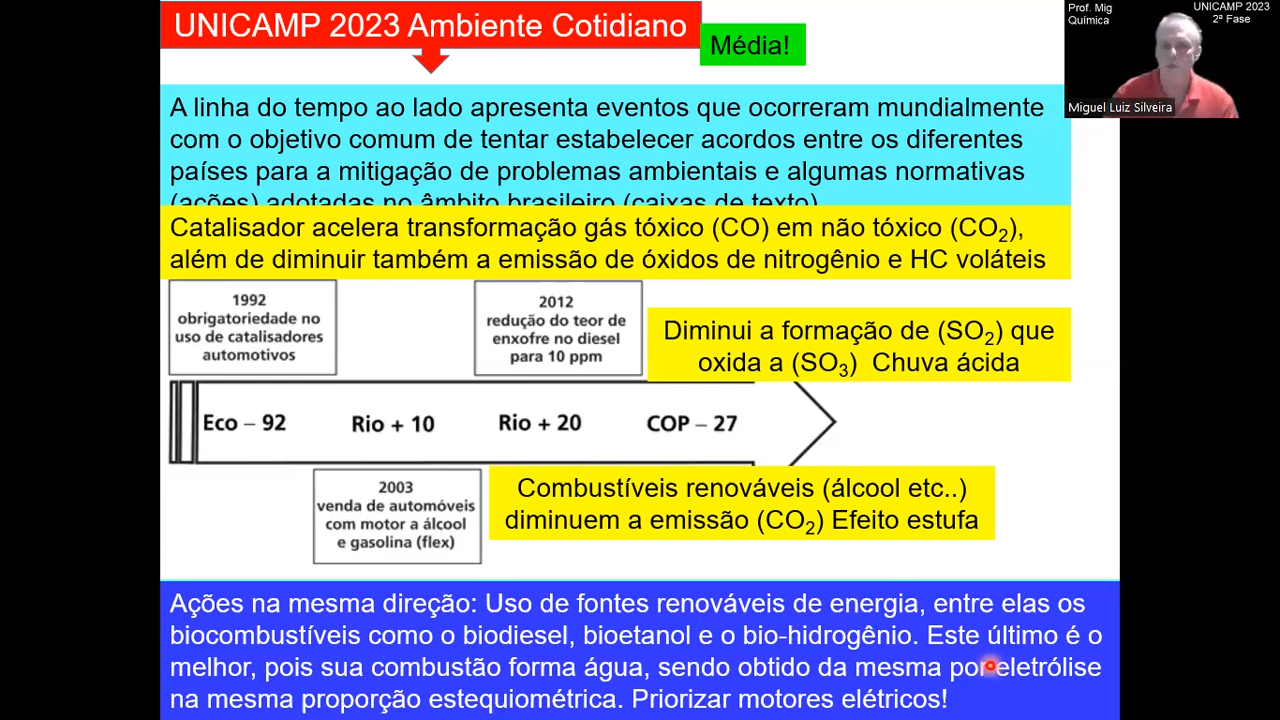 UNICAMP 2023 Ambiente Cotidiano
Média!
Prof. Mig
Química
UNICAMP 2023
2ª Fase
Miguel Luiz Silveira
A linha do tempo ao lado apresenta eventos que ocorreram mundialmente
com o objetivo comum de tentar estabelecer acordos entre os diferentes
países para a mitigação de problemas ambientais e algumas normativas
(ações) adotadas no âmbito brasileiro (caixas de texto)
Catalisador acelera transformação gás tóxico (CO) em não tóxico (CO₂),
além de diminuir também a emissão de óxidos de nitrogênio e HC voláteis
1992
obrigatoriedade no
uso de catalisadores
automotivos
2012
redução do teor de
enxofre no diesel
para 10 ppm
Diminui a formação de (SO₂) que
oxida a (SO₃) Chuva ácida
Eco – 92 Rio + 10 Rio + 20 COP – 27
2003
venda de automóveis
com motor a álcool
e gasolina (flex)
Combustíveis renováveis (álcool etc..)
diminuem a emissão (CO₂) Efeito estufa
Ações na mesma direção: Uso de fontes renováveis de energia, entre elas os
biocombustíveis como o biodiesel, bioetanol e o bio-hidrogênio. Este último é o
melhor, pois sua combustão forma água, sendo obtido da mesma por eletrólise
na mesma proporção estequiométrica. Priorizar motores elétricos!